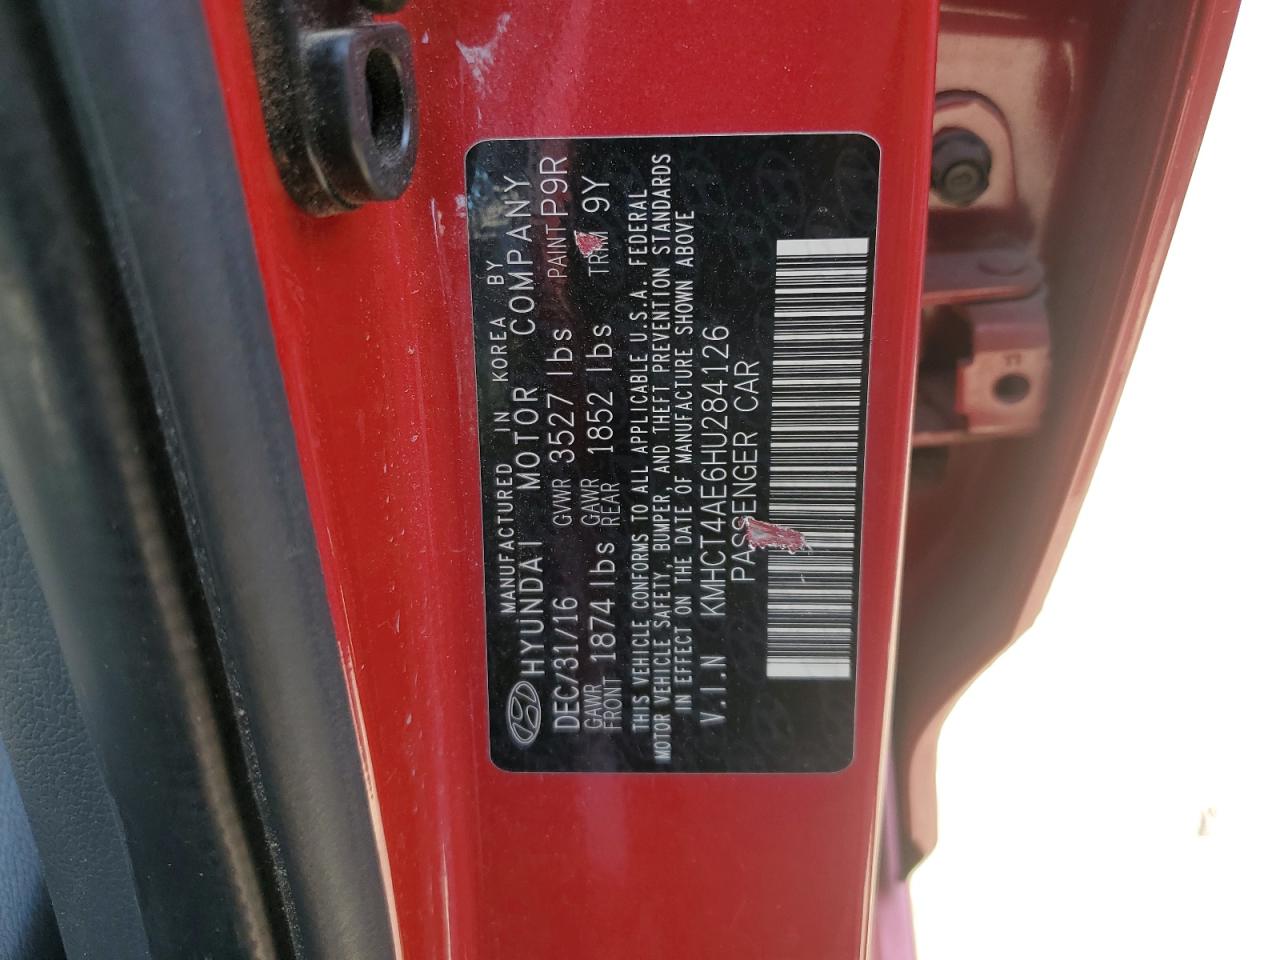 MANUFACTURED IN KOREA BY
HYUNDAI MOTOR COMPANY
DEC/31/16 GVWR 3527 lbs PAINT P9R
GAWR FRONT 1874 lbs GAWR REAR 1852 lbs TRIM 9Y
THIS VEHICLE CONFORMS TO ALL APPLICABLE U.S.A. FEDERAL
MOTOR VEHICLE SAFETY, BUMPER, AND THEFT PREVENTION STANDARDS
IN EFFECT ON THE DATE OF MANUFACTURE SHOWN ABOVE
V.I.N KMHCT4AE6HU284126
PASSENGER CAR